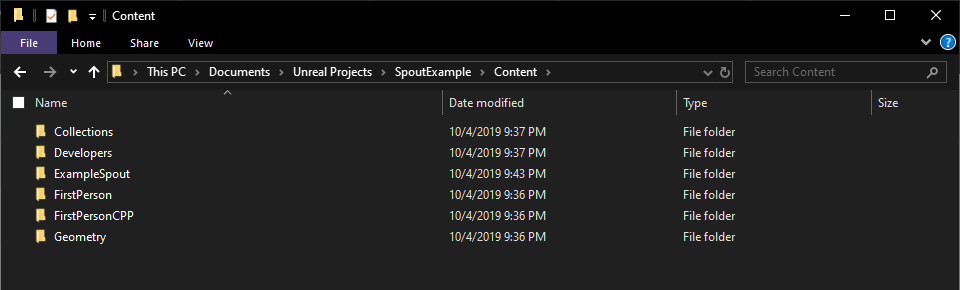 Content
File Home Share View
This PC Documents Unreal Projects SpoutExample Content Search Content
Name Date modified Type Size
Collections 10/4/2019 9:37 PM File folder
Developers 10/4/2019 9:37 PM File folder
ExampleSpout 10/4/2019 9:43 PM File folder
FirstPerson 10/4/2019 9:36 PM File folder
FirstPersonCPP 10/4/2019 9:36 PM File folder
Geometry 10/4/2019 9:36 PM File folder